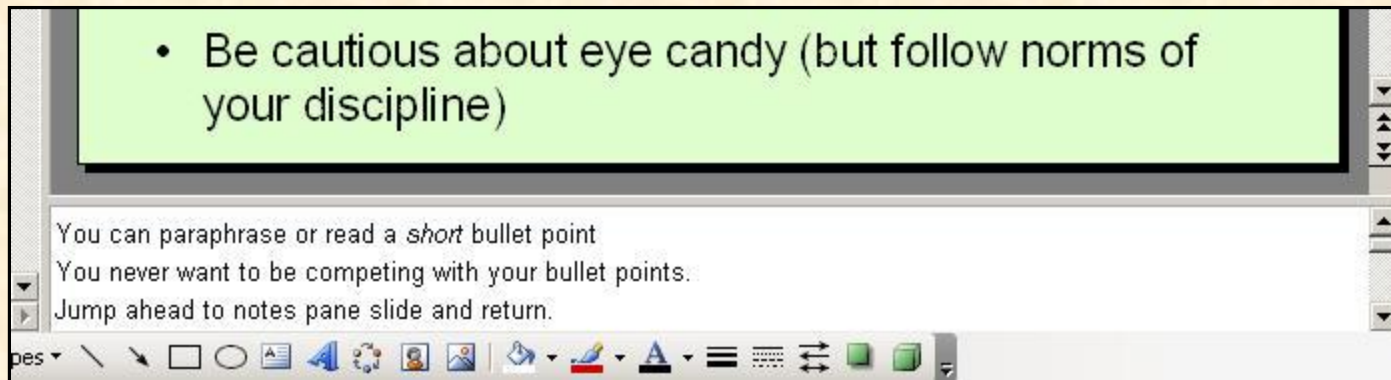 • Be cautious about eye candy (but follow norms of
your discipline)
You can paraphrase or read a short bullet point
You never want to be competing with your bullet points.
Jump ahead to notes pane slide and return.
pes